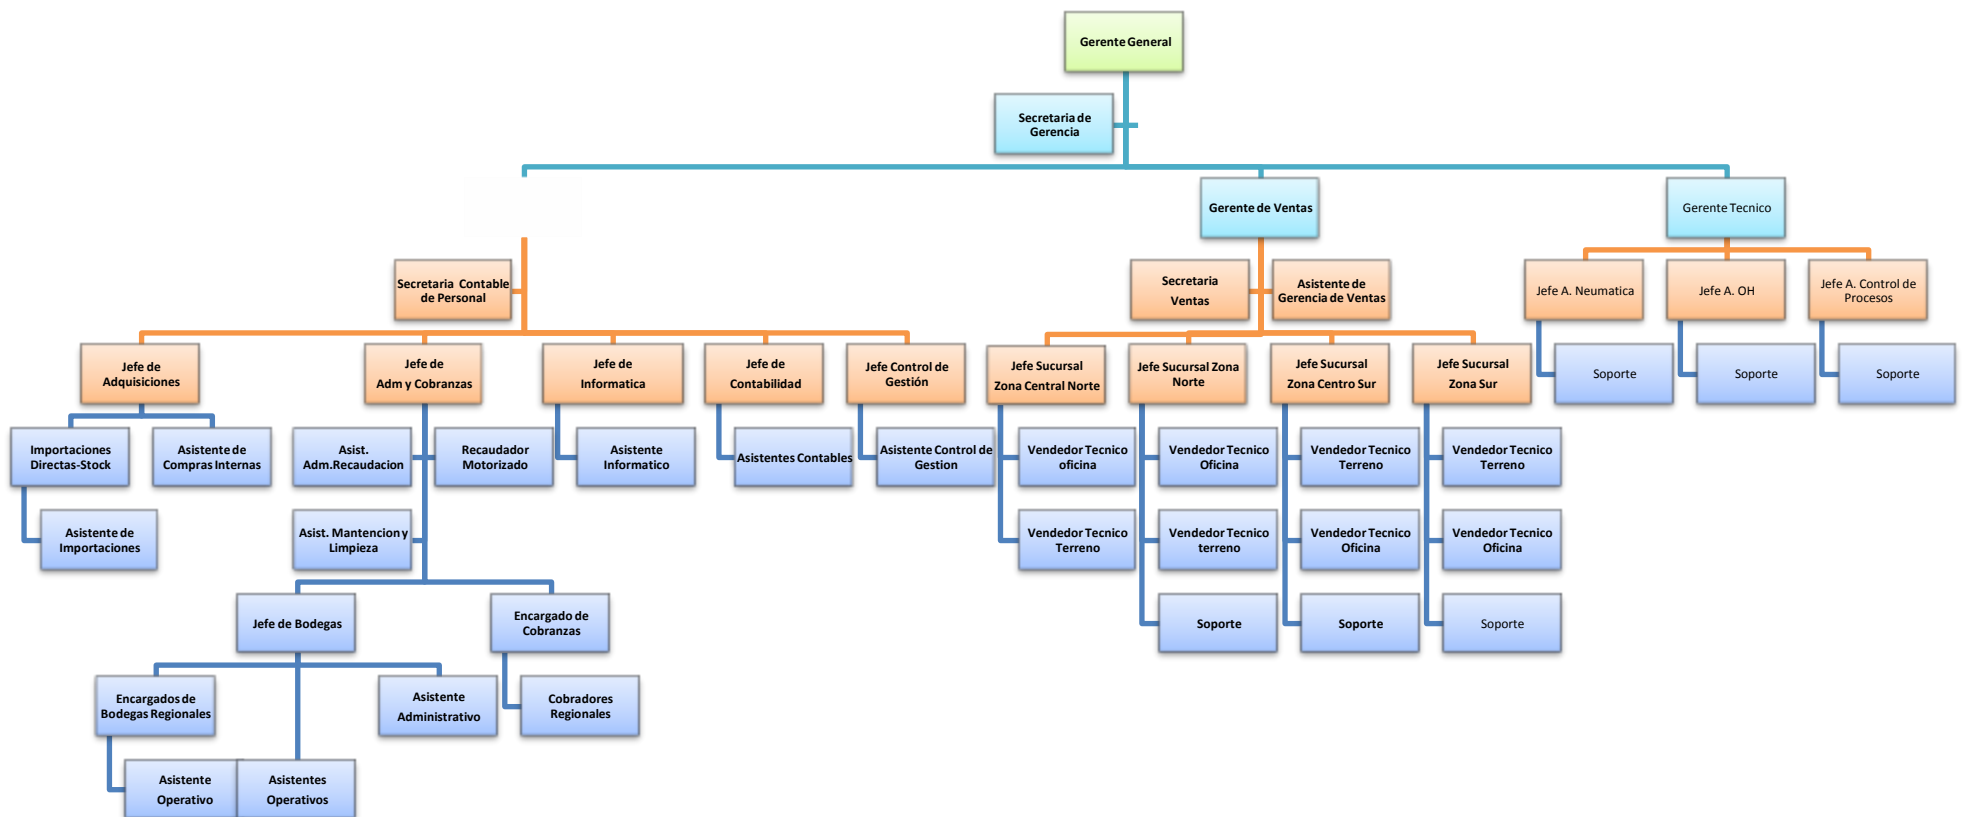 Gerente General
Secretaria de
Gerencia
Gerente de Ventas
Gerente Tecnico
Secretaria Contable
de Personal
Secretaria
Ventas
Asistente de
Gerencia de Ventas
Jefe A. Neumatica
Jefe A. OH
Jefe A. Control de
Procesos
Jefe de
Adquisiciones
Jefe de
Adm y Cobranzas
Jefe de
Informatica
Jefe de
Contabilidad
Jefe Control de
Gestión
Jefe Sucursal
Zona Central Norte
Jefe Sucursal Zona
Norte
Jefe Sucursal
Zona Centro Sur
Jefe Sucursal
Zona Sur
Soporte
Soporte
Soporte
Importaciones
Directas-Stock
Asistente de
Compras Internas
Asist.
Adm.Recaudacion
Recaudador
Motorizado
Asistente
Informatico
Asistentes Contables
Asistente Control de
Gestion
Vendedor Tecnico
oficina
Vendedor Tecnico
Oficina
Vendedor Tecnico
Terreno
Vendedor Tecnico
Terreno
Asistente de
Importaciones
Asist. Mantencion y
Limpieza
Vendedor Tecnico
Terreno
Vendedor Tecnico
terreno
Vendedor Tecnico
Oficina
Vendedor Tecnico
Oficina
Jefe de Bodegas
Encargado de
Cobranzas
Soporte
Soporte
Soporte
Encargados de
Bodegas Regionales
Asistente
Administrativo
Cobradores
Regionales
Asistente
Operativo
Asistentes
Operativos